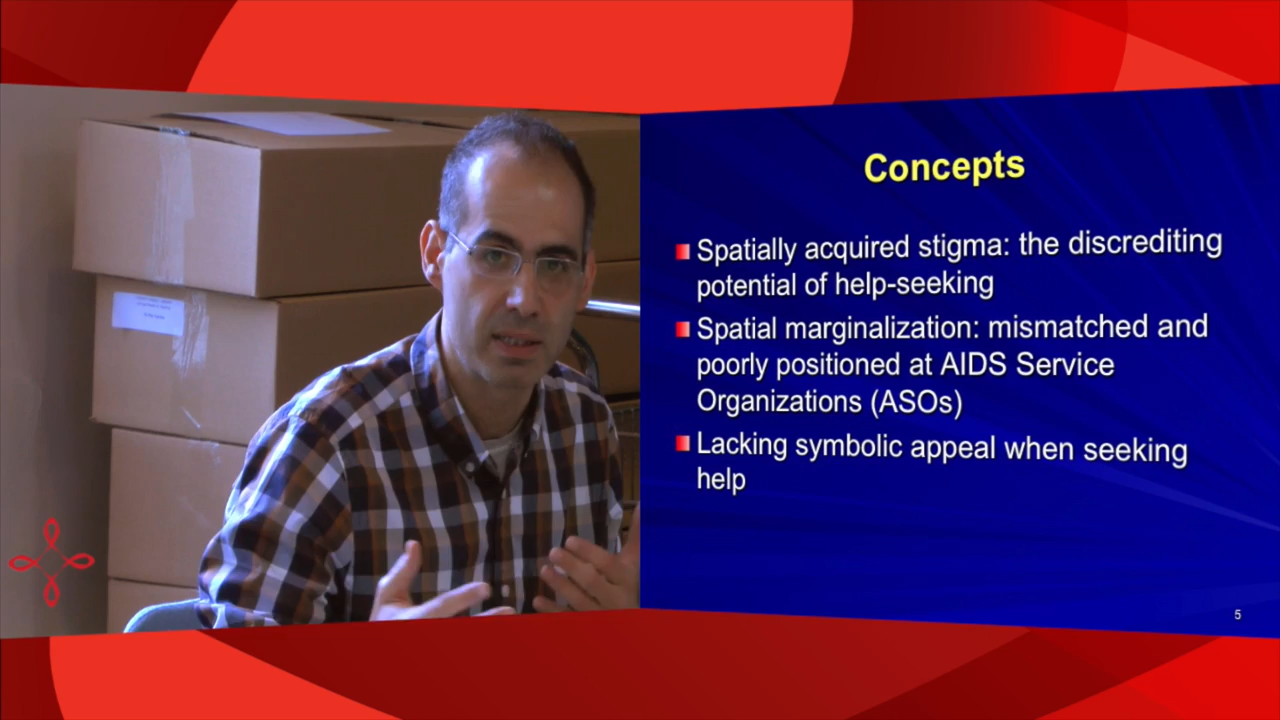 Concepts
Spatially acquired stigma: the discrediting
potential of help-seeking
Spatial marginalization: mismatched and
poorly positioned at AIDS Service
Organizations (ASOs)
Lacking symbolic appeal when seeking
help
5